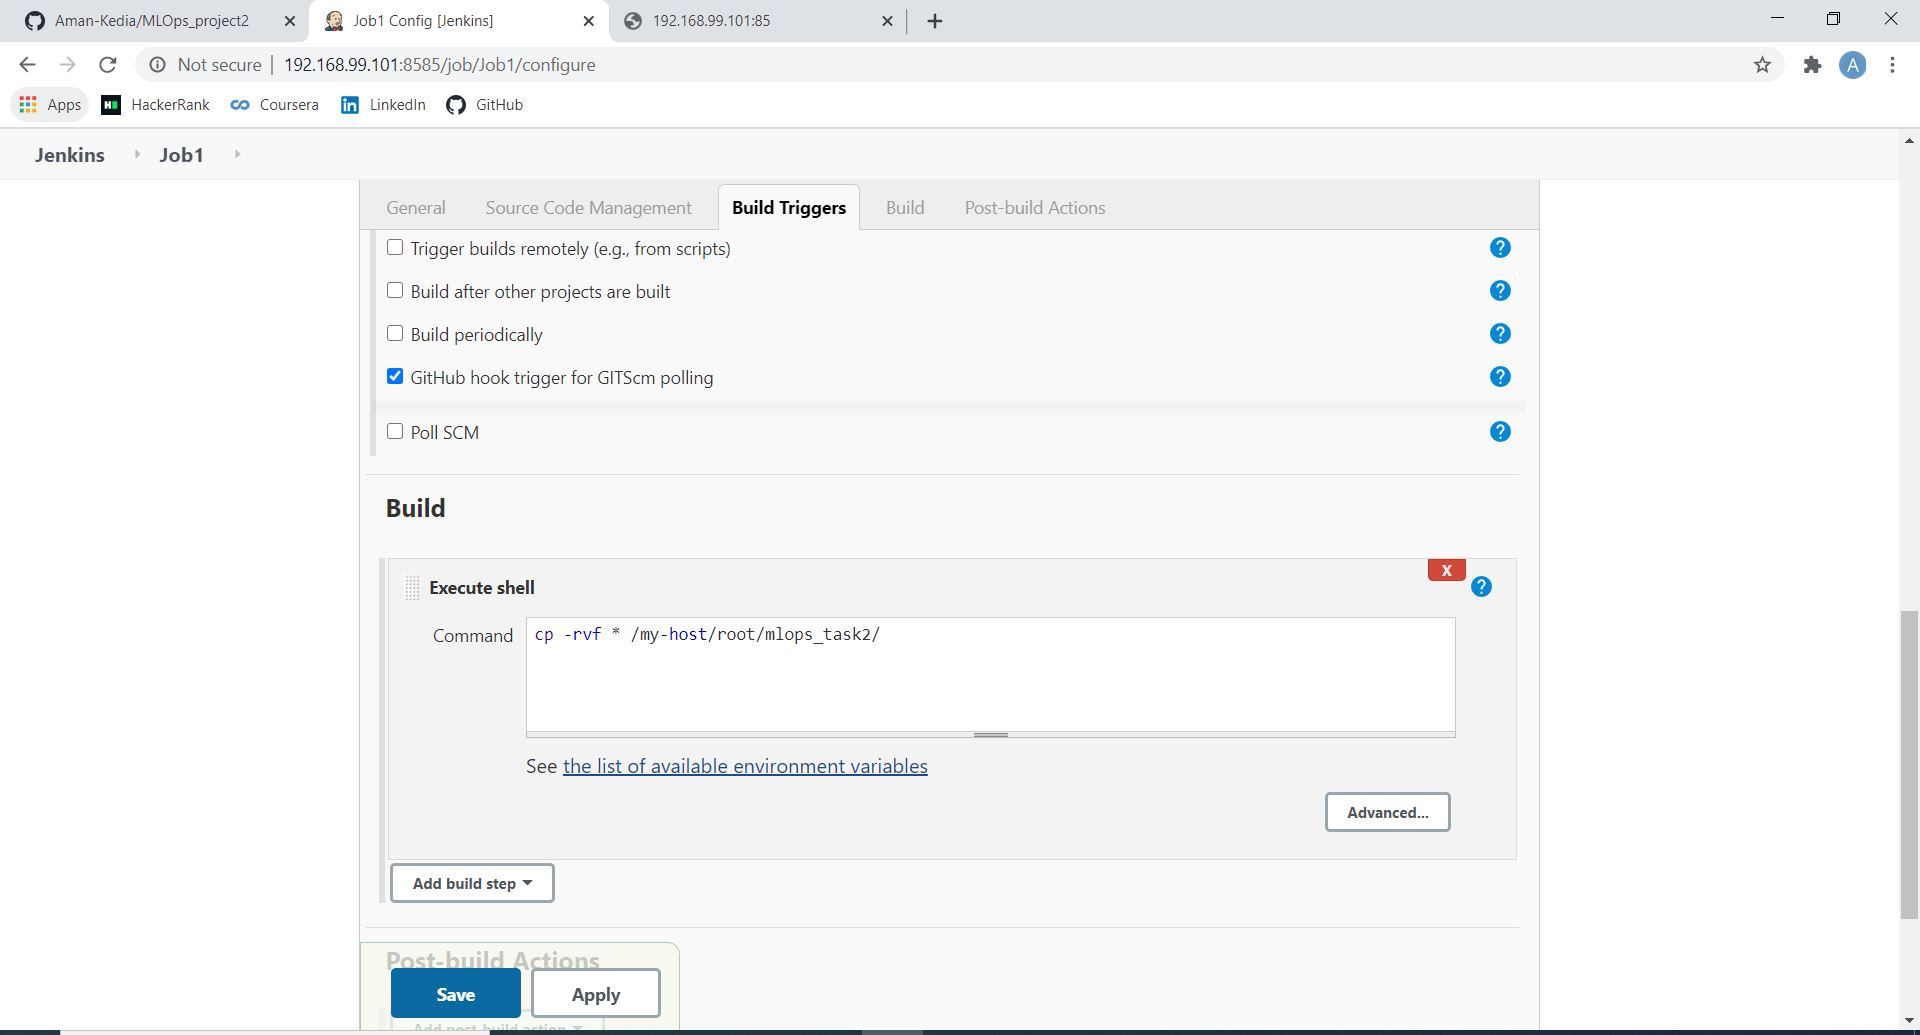 Aman-Kedia/MLOps_project2
Job1 Config [Jenkins]
192.168.99.101:85
Not secure | 192.168.99.101:8585/job/Job1/configure
A
Apps
HackerRank
Coursera
LinkedIn
GitHub
Jenkins
Job1
General
Source Code Management
Build Triggers
Build
Post-build Actions
Trigger builds remotely (e.g., from scripts)
Build after other projects are built
Build periodically
GitHub hook trigger for GITScm polling
Poll SCM
Build
X
Execute shell
Command
cp -rvf * /my-host/root/mlops_task2/
See the list of available environment variables
Advanced...
Add build step
Post-build Actions
Save
Apply
Add post-build action